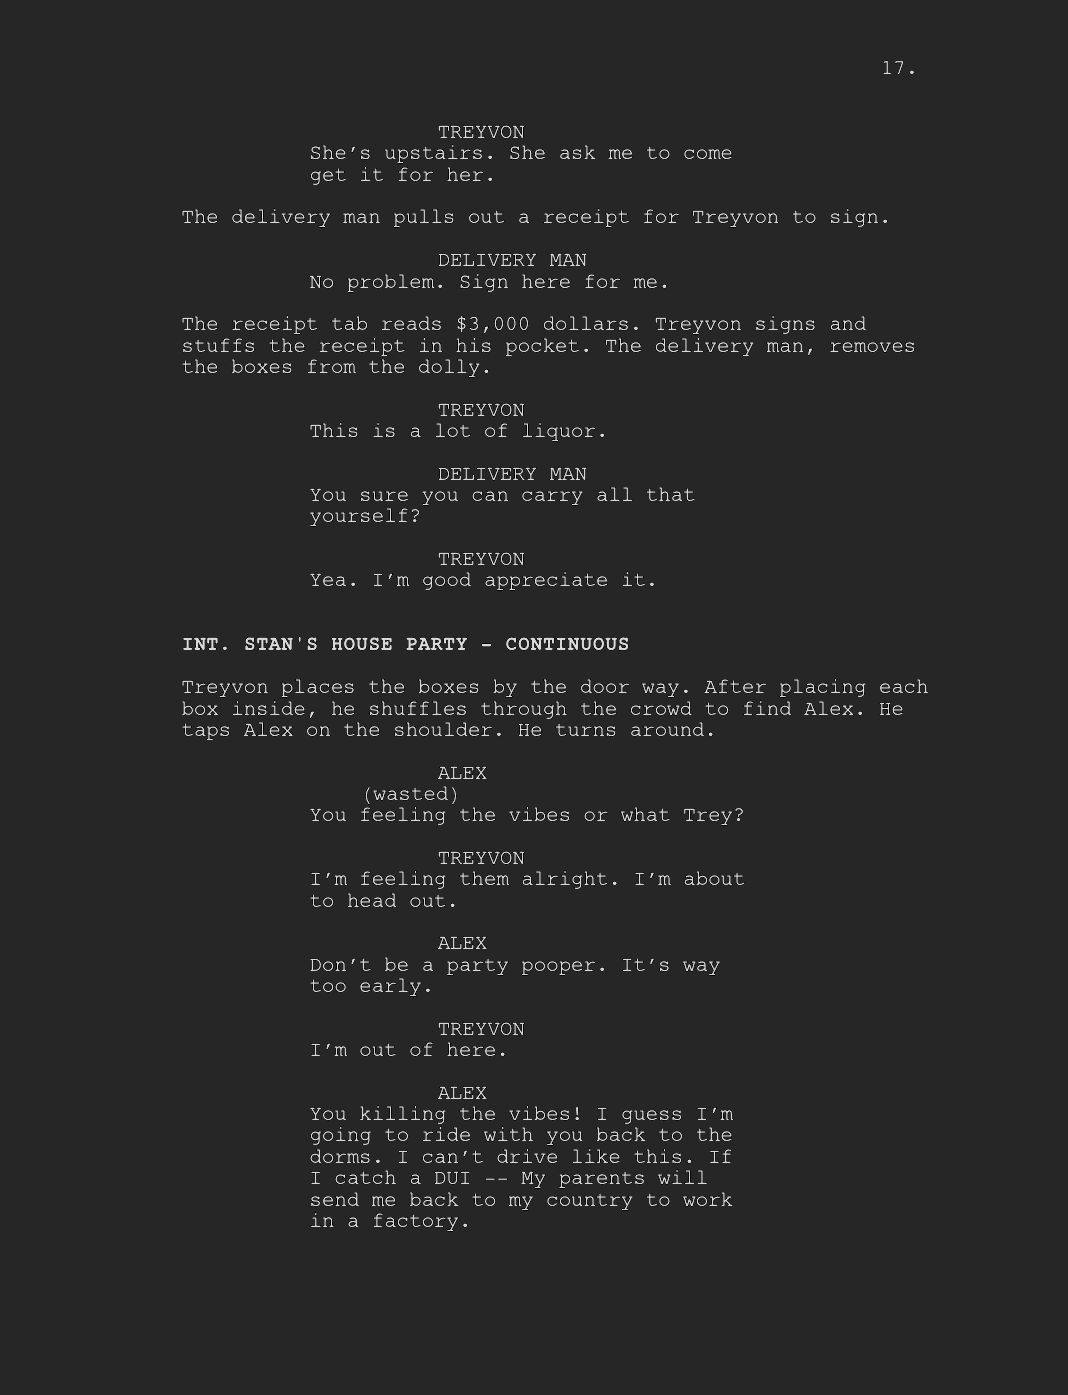 17.
TREYVON
She's upstairs. She ask me to come
get it for her.
The delivery man pulls out a receipt for Treyvon to sign.
DELIVERY MAN
No problem. Sign here for me.
The receipt tab reads $3,000 dollars. Treyvon signs and
stuffs the receipt in his pocket. The delivery man, removes
the boxes from the dolly.
TREYVON
This is a lot of liquor.
DELIVERY MAN
You sure you can carry all that
yourself?
TREYVON
Yea. I'm good appreciate it.
INT. STAN'S HOUSE PARTY - CONTINUOUS
Treyvon places the boxes by the door way. After placing each
box inside, he shuffles through the crowd to find Alex. He
taps Alex on the shoulder. He turns around.
ALEX
(wasted)
You feeling the vibes or what Trey?
TREYVON
I'm feeling them alright. I'm about
to head out.
ALEX
Don't be a party pooper. It's way
too early.
TREYVON
I'm out of here.
ALEX
You killing the vibes! I guess I'm
going to ride with you back to the
dorms. I can't drive like this. If
I catch a DUI -- My parents will
send me back to my country to work
in a factory.